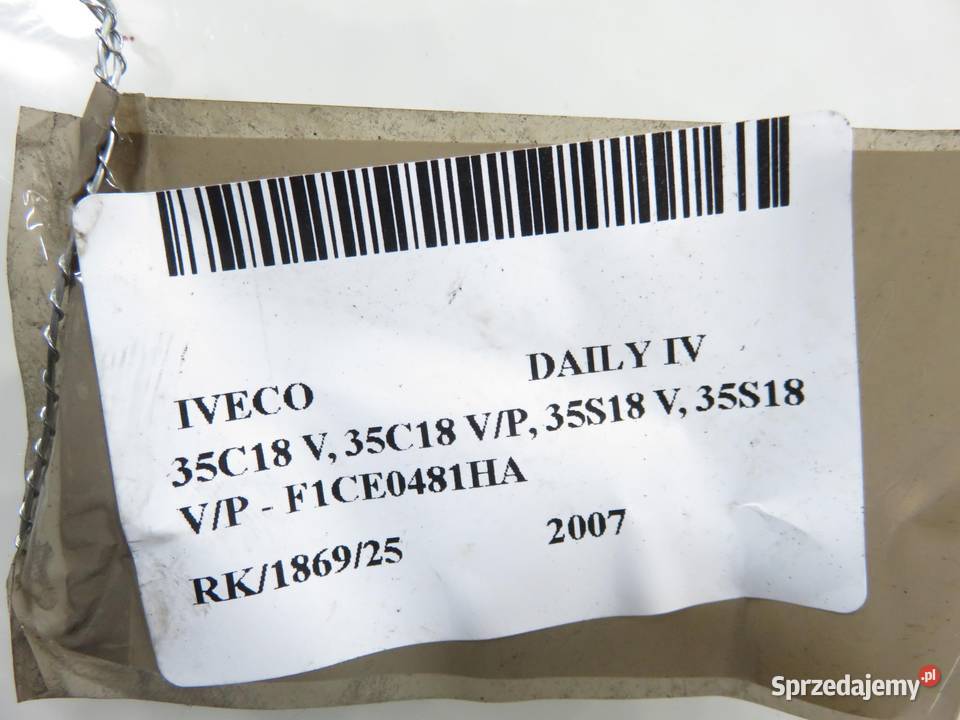 IVECO DAILY IV
35C18 V, 35C18 V/P, 35S18 V, 35S18
V/P - F1CE0481HA
RK/1869/25 2007
Sprzedajemy.pl